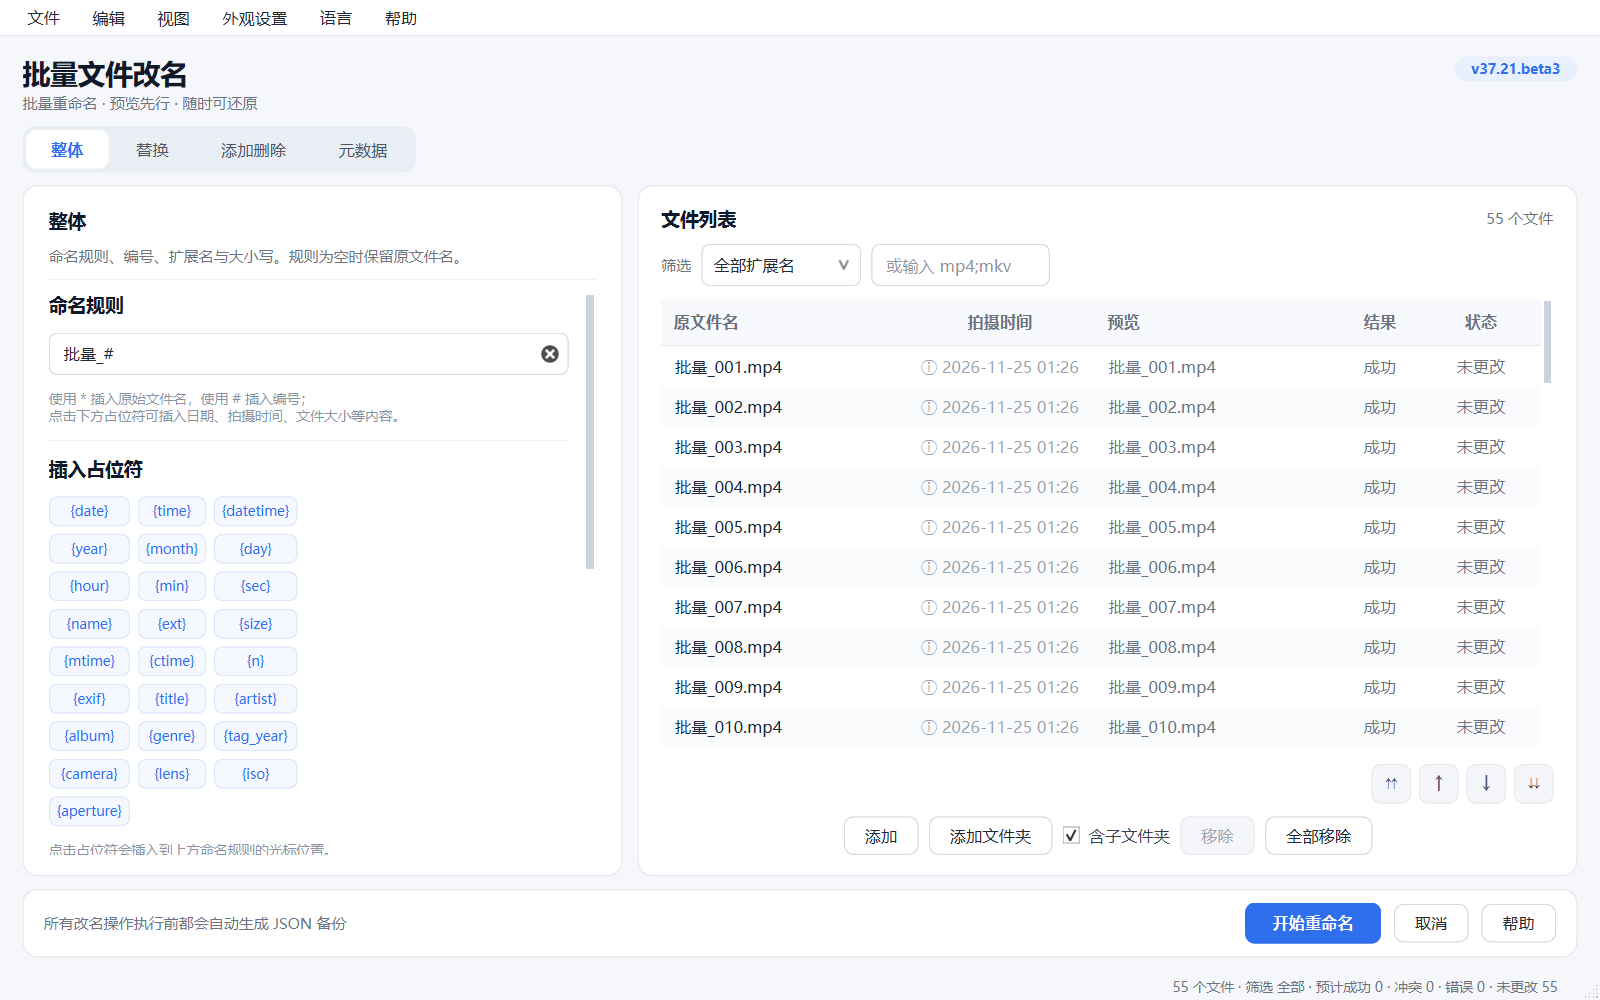 文件 编辑 视图 外观设置 语言 帮助
批量文件改名
v37.21.beta3
批量重命名 · 预览先行 · 随时可还原
整体 替换 添加删除 元数据
整体
命名规则、编号、扩展名与大小写。规则为空时保留原文件名。
命名规则
批量_#
使用 * 插入原始文件名，使用 # 插入编号；
点击下方占位符可插入日期、拍摄时间、文件大小等内容。
插入占位符
{date} {time} {datetime}
{year} {month} {day}
{hour} {min} {sec}
{name} {ext} {size}
{mtime} {ctime} {n}
{exif} {title} {artist}
{album} {genre} {tag_year}
{camera} {lens} {iso}
{aperture}
点击占位符会插入到上方命名规则的光标位置。
文件列表
55 个文件
筛选 全部扩展名 或输入 mp4;mkv
原文件名 拍摄时间 预览 结果 状态
批量_001.mp4 ⓘ 2026-11-25 01:26 批量_001.mp4 成功 未更改
批量_002.mp4 ⓘ 2026-11-25 01:26 批量_002.mp4 成功 未更改
批量_003.mp4 ⓘ 2026-11-25 01:26 批量_003.mp4 成功 未更改
批量_004.mp4 ⓘ 2026-11-25 01:26 批量_004.mp4 成功 未更改
批量_005.mp4 ⓘ 2026-11-25 01:26 批量_005.mp4 成功 未更改
批量_006.mp4 ⓘ 2026-11-25 01:26 批量_006.mp4 成功 未更改
批量_007.mp4 ⓘ 2026-11-25 01:26 批量_007.mp4 成功 未更改
批量_008.mp4 ⓘ 2026-11-25 01:26 批量_008.mp4 成功 未更改
批量_009.mp4 ⓘ 2026-11-25 01:26 批量_009.mp4 成功 未更改
批量_010.mp4 ⓘ 2026-11-25 01:26 批量_010.mp4 成功 未更改
⇈ ↑ ↓ ⇊
添加 添加文件夹 含子文件夹 移除 全部移除
所有改名操作执行前都会自动生成 JSON 备份
开始重命名 取消 帮助
55 个文件 · 筛选 全部 · 预计成功 0 · 冲突 0 · 错误 0 · 未更改 55